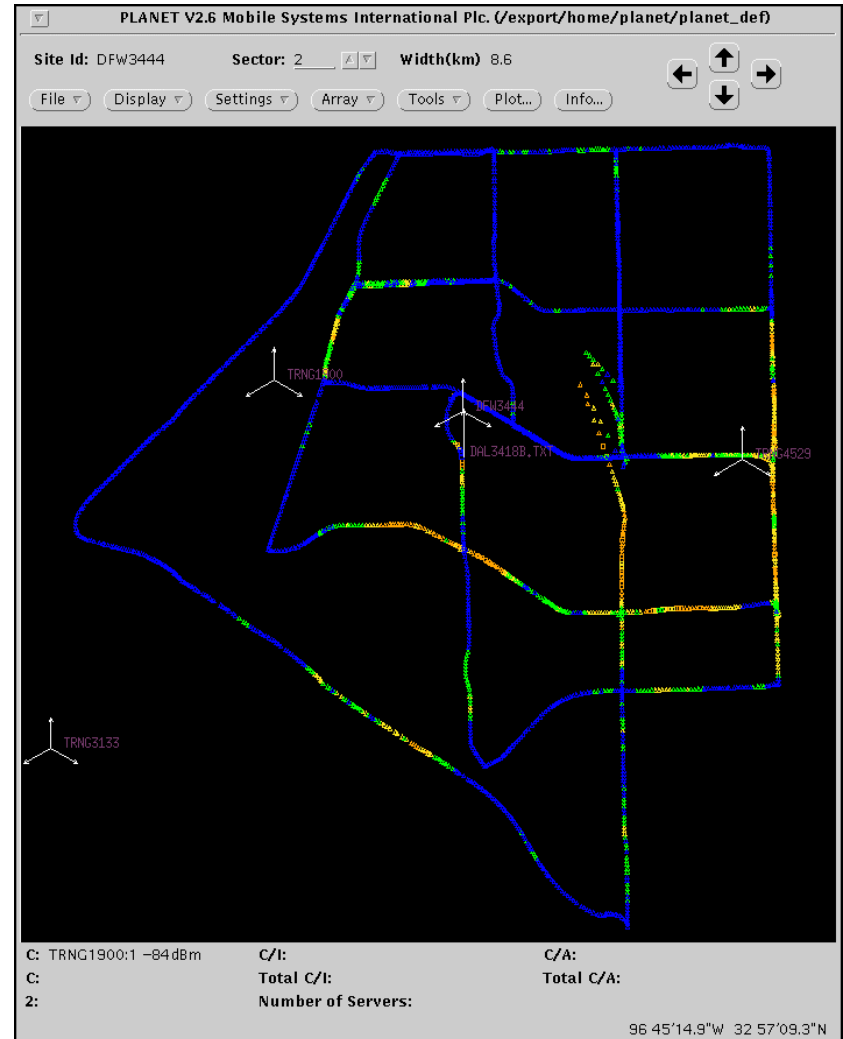 PLANET V2.6 Mobile Systems International Plc. (/export/home/planet/planet_def)
Site Id: DFW3444 Sector: 2 Width(km) 8.6
File Display Settings Array Tools Plot... Info...
TRNG1900
DFW3444
DAL3418B.TXT
TRNG4529
TRNG3133
C: TRNG1900:1 −84dBm C/I: C/A:
C: Total C/I: Total C/A:
2: Number of Servers:
96 45'14.9"W 32 57'09.3"N